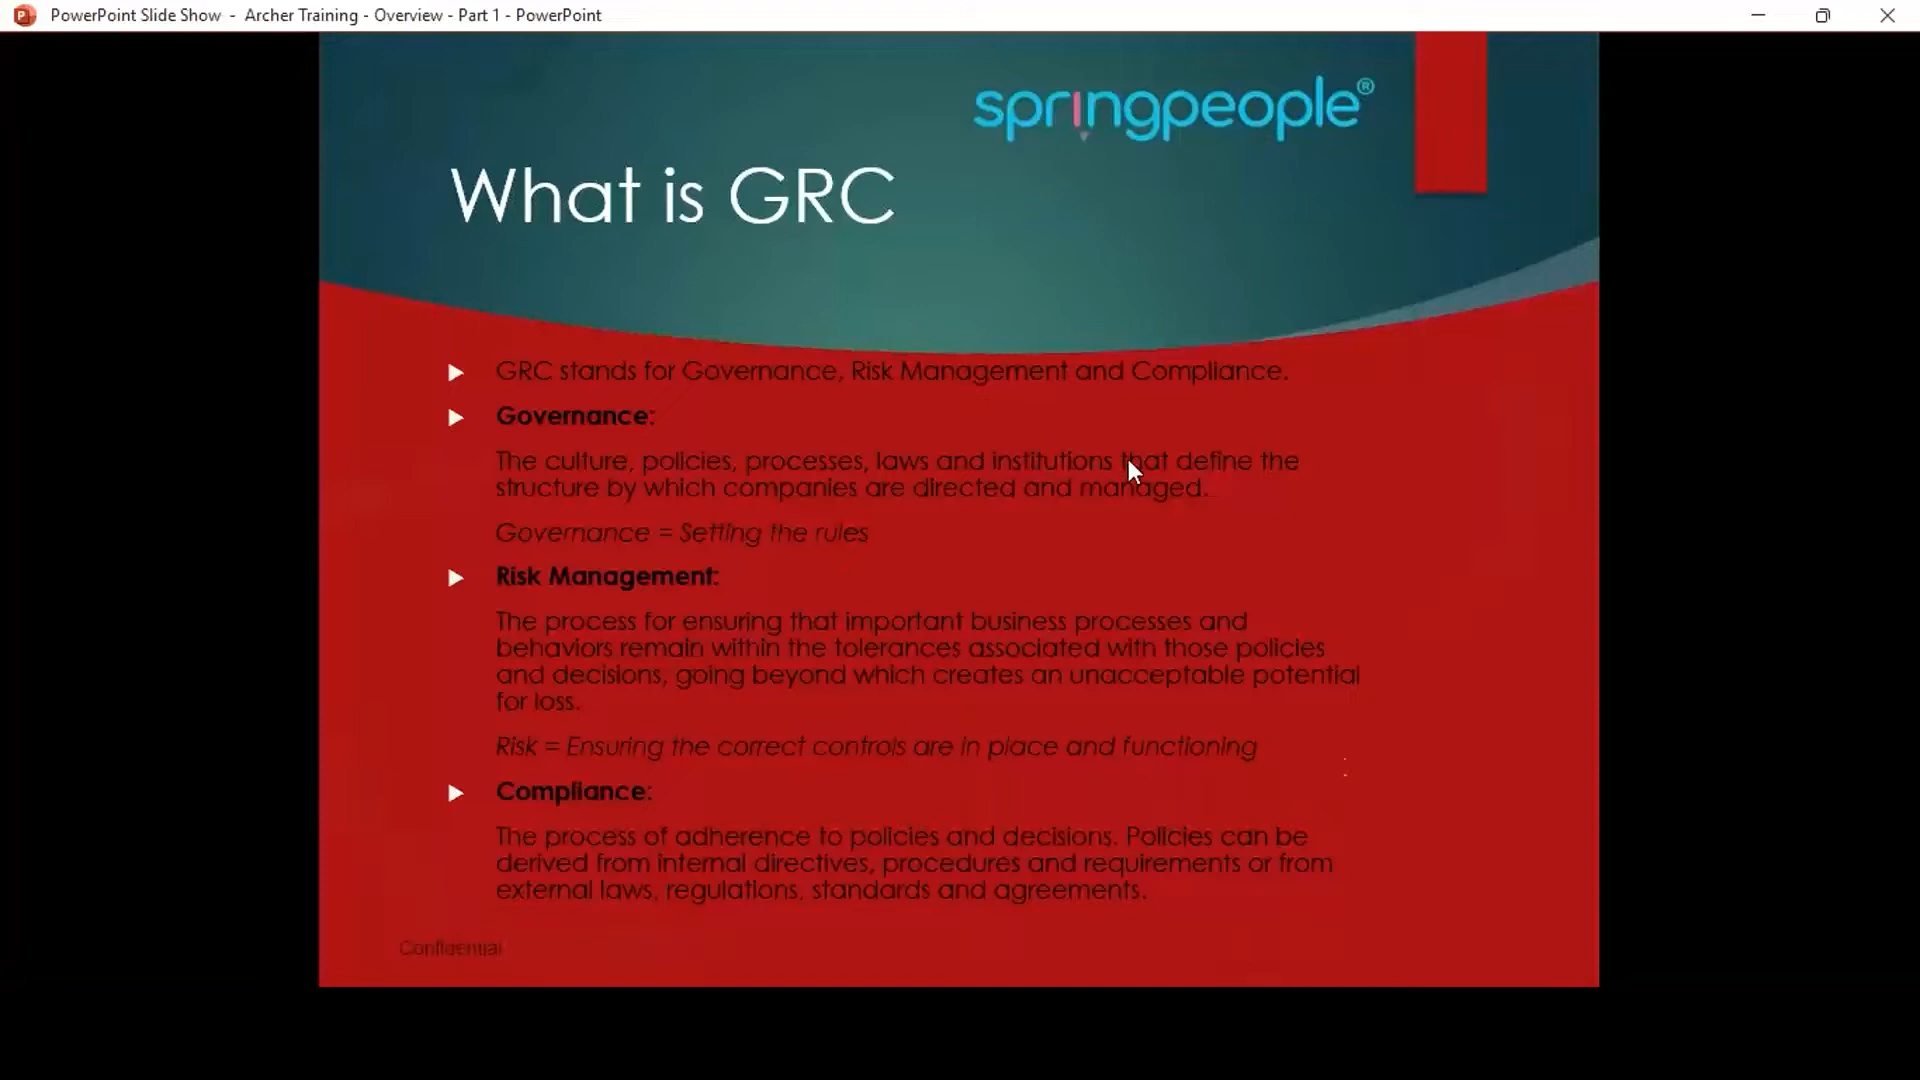 PowerPoint Slide Show - Archer Training - Overview - Part 1 - PowerPoint
springpeople®
What is GRC
GRC stands for Governance, Risk Management and Compliance.
Governance:
The culture, policies, processes, laws and institutions that define the
structure by which companies are directed and managed.
Governance = Setting the rules
Risk Management:
The process for ensuring that important business processes and
behaviors remain within the tolerances associated with those policies
and decisions, going beyond which creates an unacceptable potential
for loss.
Risk = Ensuring the correct controls are in place and functioning
Compliance:
The process of adherence to policies and decisions. Policies can be
derived from internal directives, procedures and requirements or from
external laws, regulations, standards and agreements.
Confidential